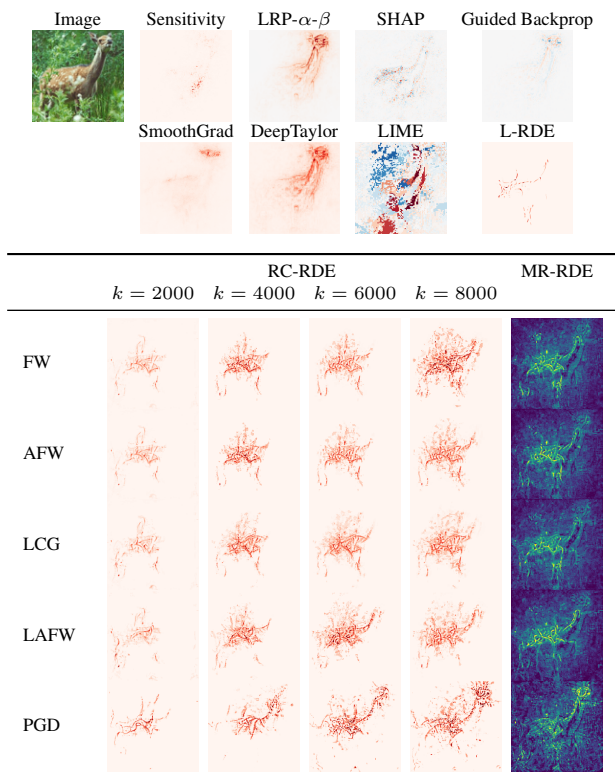 Image Sensitivity LRP-α-β SHAP Guided Backprop
SmoothGrad DeepTaylor LIME L-RDE
RC-RDE MR-RDE
k = 2000 k = 4000 k = 6000 k = 8000
FW
AFW
LCG
LAFW
PGD